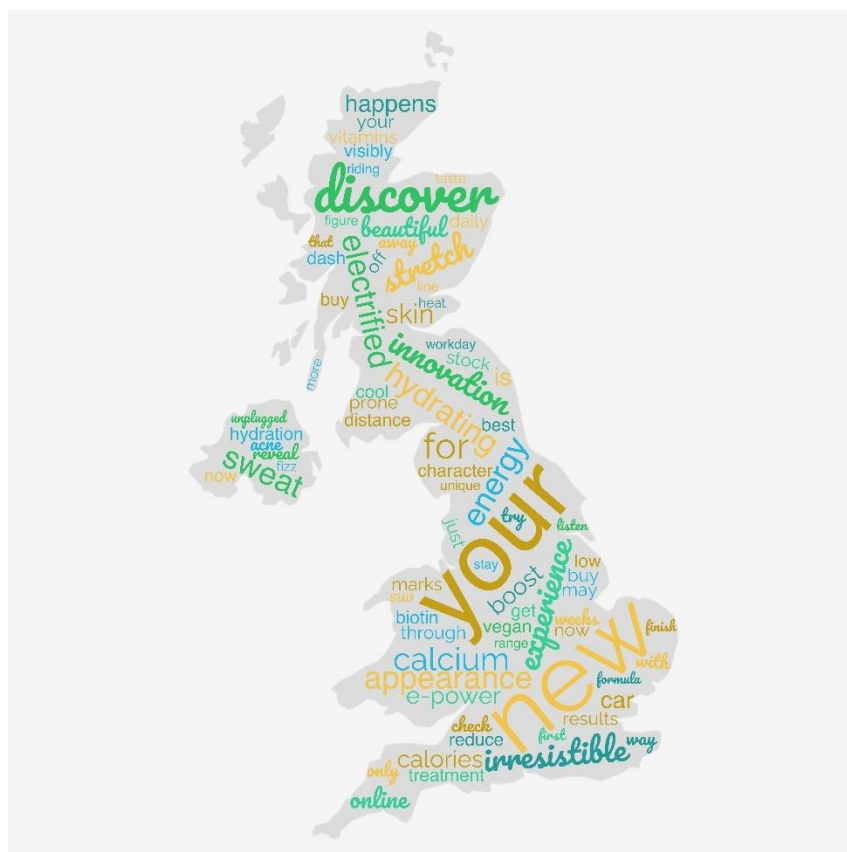 happens
your
vitamins
visibly
riding
taste
discover
figure
beautiful
daily
that
away
electrified
off
dash
stretch
line
buy
heat
skin
workday
innovation
stock
is
more
hydrating
cool
prone
distance
best
unplugged
hydration
acne
reveal
fizz
sweat
now
for
character
unique
energy
your
try
listen
just
stay
experience
low
boost
buy
may
marks
suv
get
biotin
vegan
weeks
now
finish
through
range
new
calcium
with
appearance
formula
e-power
car
check
results
reduce
first
way
calories
irresistible
only
treatment
online